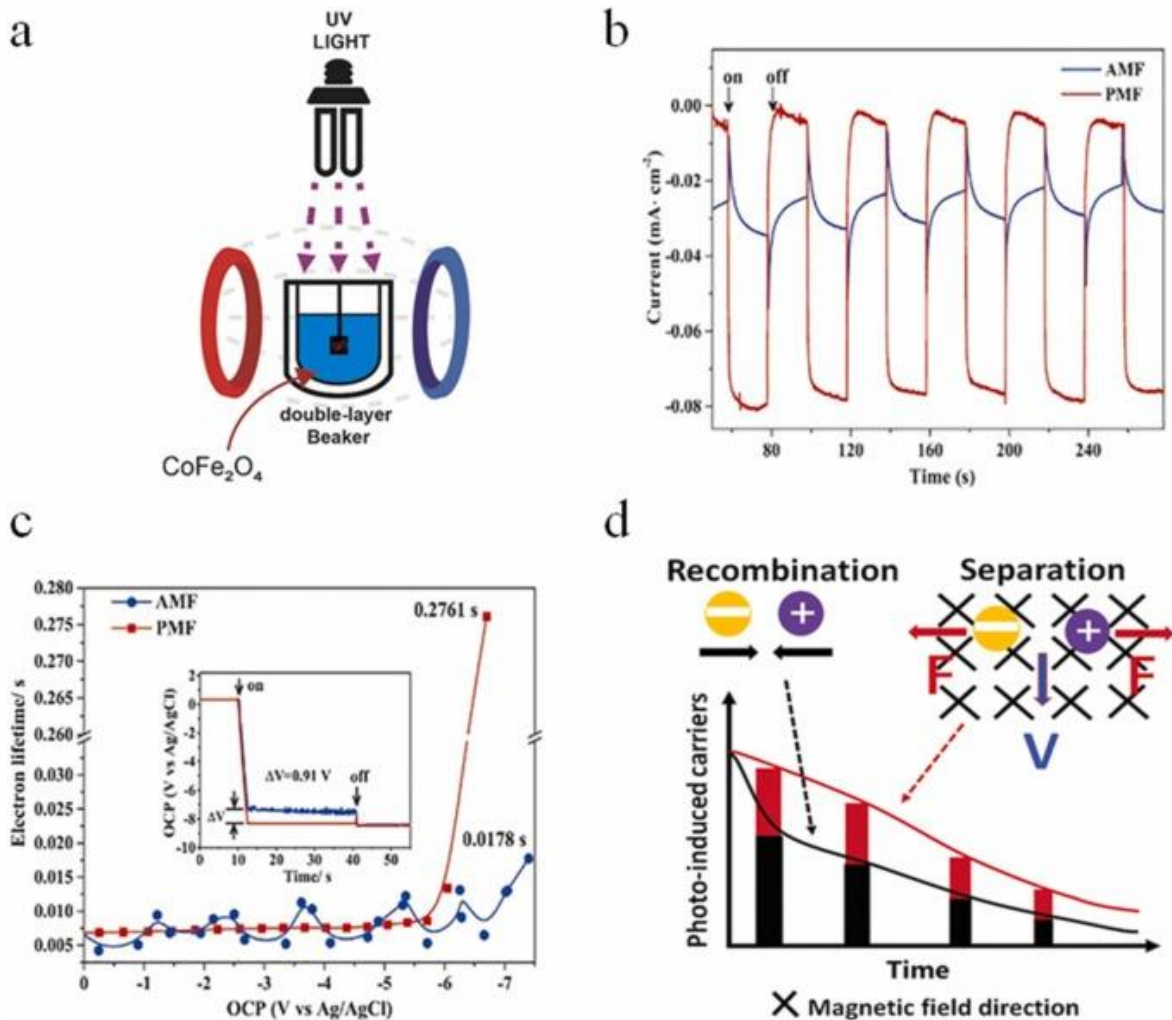 a
UV
LIGHT
double-layer
Beaker
CoFe₂O₄
b
on
off
AMF
PMF
0.00
-0.02
-0.04
-0.06
-0.08
Current (mA· cm⁻²)
80
120
160
200
240
Time (s)
c
AMF
PMF
0.280
0.275
0.270
0.265
0.260
0.030
0.025
0.020
0.015
0.010
0.005
Electron lifetime/ s
0.2761 s
0.0178 s
2
0
-2
-4
-6
-8
-10
OCP (V vs Ag/AgCl)
on
ΔV=0.91 V
off
ΔV
0
10
20
30
40
50
Time/ s
0
-1
-2
-3
-4
-5
-6
-7
OCP (V vs Ag/AgCl)
d
Recombination
Separation
F
F
V
Photo-induced carriers
Time
Magnetic field direction